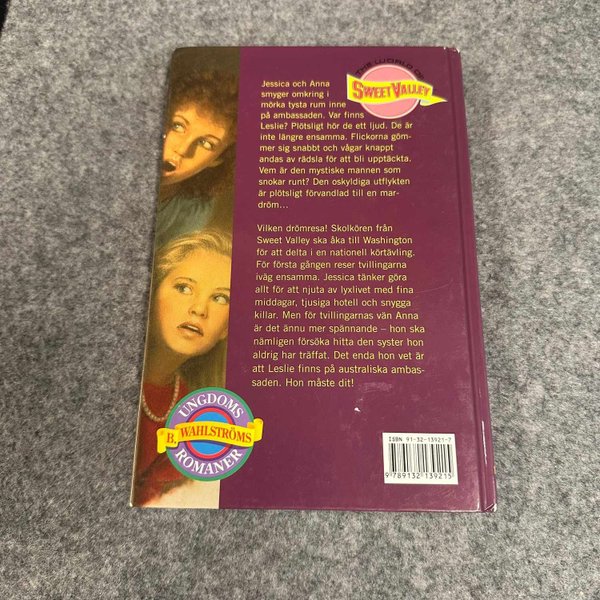 THE WORLD OF
SWEET VALLEY
Jessica och Anna
smyger omkring i
mörka tysta rum inne
på ambassaden. Var finns
Leslie? Plötsligt hör de ett ljud. De är
inte längre ensamma. Flickorna göm-
mer sig snabbt och vågar knappt
andas av rädsla för att bli upptäckta.
Vem är den mystiske mannen som
snokar runt? Den oskyldiga utflykten
är plötsligt förvandlad till en mar-
dröm...
Vilken drömresa! Skolkören från
Sweet Valley ska åka till Washington
för att delta i en nationell körtävling.
För första gången reser tvillingarna
iväg ensamma. Jessica tänker göra
allt för att njuta av lyxlivet med fina
middagar, tjusiga hotell och snygga
killar. Men för tvillingarnas vän Anna
är det ännu mer spännande – hon ska
nämligen försöka hitta den syster hon
aldrig har träffat. Det enda hon vet är
att Leslie finns på australiska ambas-
saden. Hon måste dit!
UNGDOMS
B. WAHLSTRÖMS
ROMANER
ISBN 91-32-13921-7
9 789132 139215